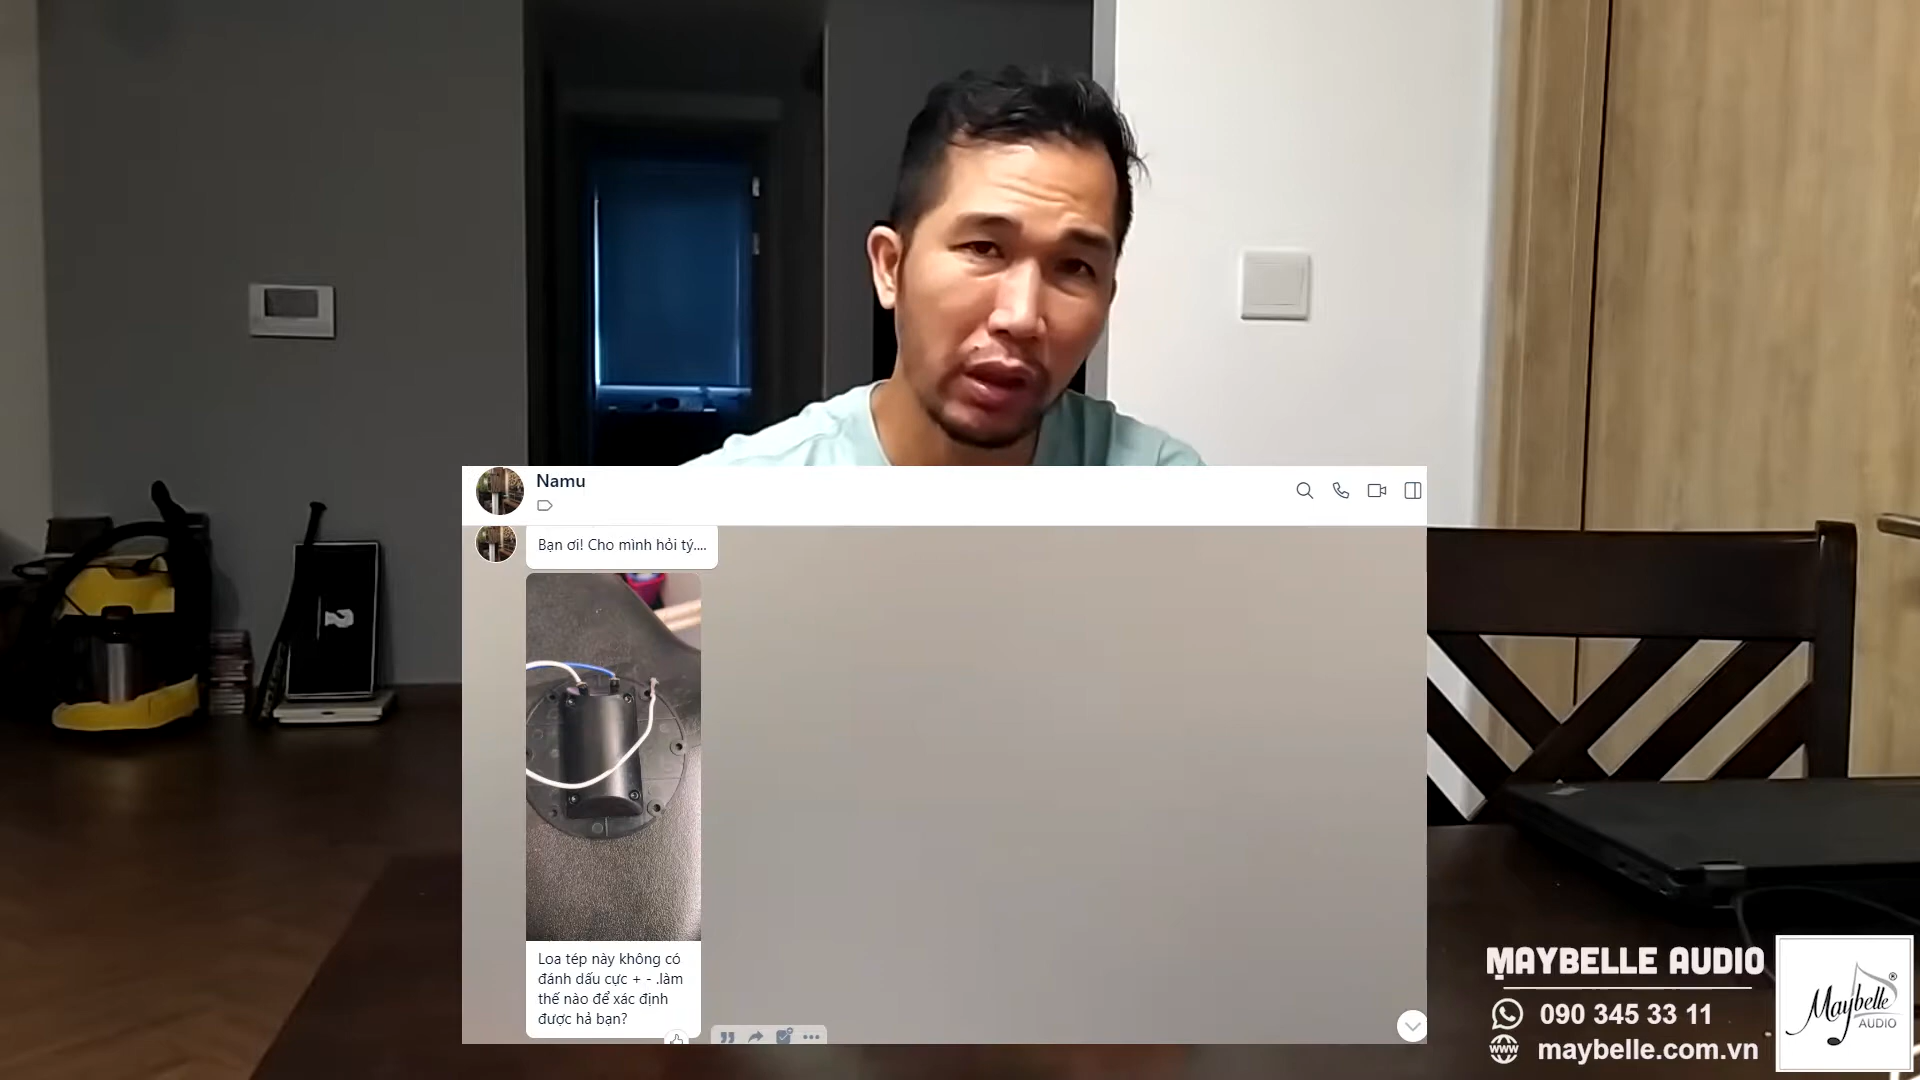 Namu
Bạn ơi! Cho mình hỏi tý....
Loa tép này không có
đánh dấu cực + - .làm
thế nào để xác định
được hả bạn?
MAYBELLE AUDIO
090 345 33 11
www
maybelle.com.vn
Maybelle ®
AUDIO